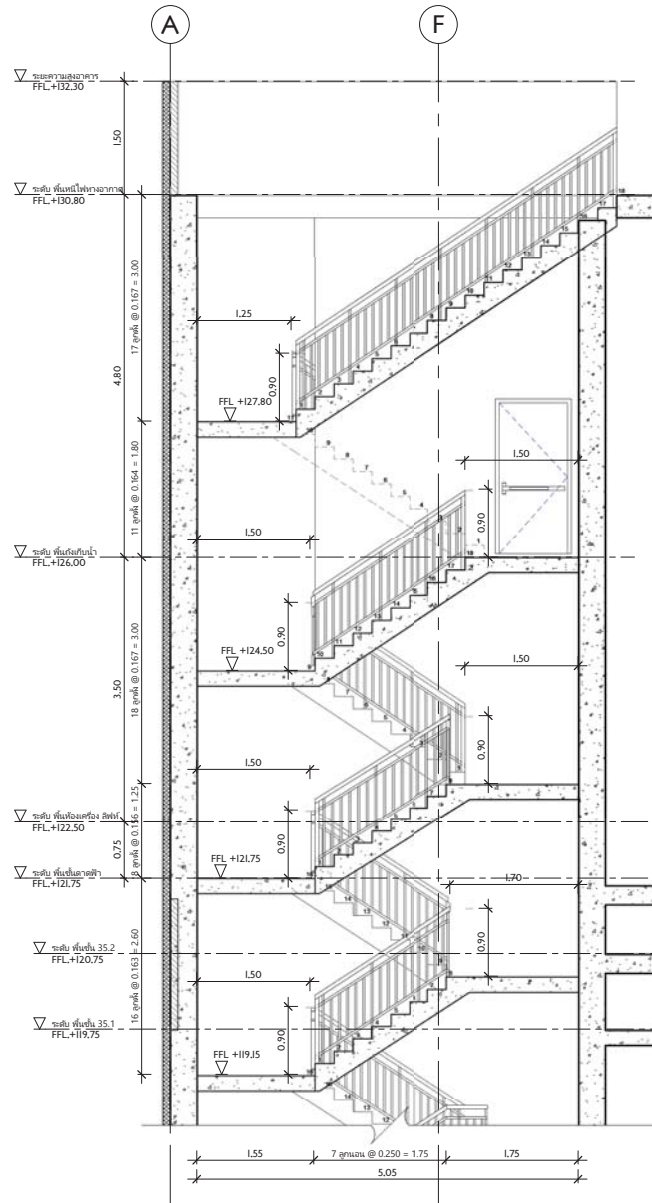 A
F
ระยะความสูงอาคาร
FFL.+132.30
1.50
ระดับ พื้นหนีไฟทางอากาศ
FFL.+130.80
17 ลูกตั้ง @ 0.167 = 3.00
4.80
1.25
0.90
FFL +127.80
11 ลูกตั้ง @ 0.164 = 1.80
1.50
0.90
1.50
ระดับ พื้นถังเก็บน้ำ
FFL.+126.00
0.90
FFL +124.50
18 ลูกตั้ง @ 0.167 = 3.00
3.50
1.50
0.90
1.50
ระดับ พื้นห้องเครื่อง ลิฟท์
FFL.+122.50
8 ลูกตั้ง @ 0.156 = 1.25
0.75
0.90
FFL +121.75
ระดับ พื้นชั้นดาดฟ้า
FFL.+121.75
1.70
0.90
ระดับ พื้นชั้น 35.2
FFL.+120.75
16 ลูกตั้ง @ 0.163 = 2.60
1.50
0.90
ระดับ พื้นชั้น 35.1
FFL.+119.75
FFL +119.15
1.55
7 ลูกนอน @ 0.250 = 1.75
1.75
5.05